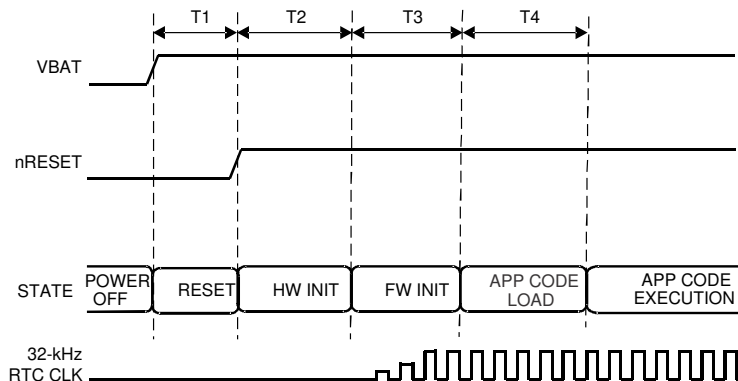 T1 T2 T3 T4
VBAT
nRESET
STATE
POWER
OFF
RESET
HW INIT
FW INIT
APP CODE
LOAD
APP CODE
EXECUTION
32-kHz
RTC CLK